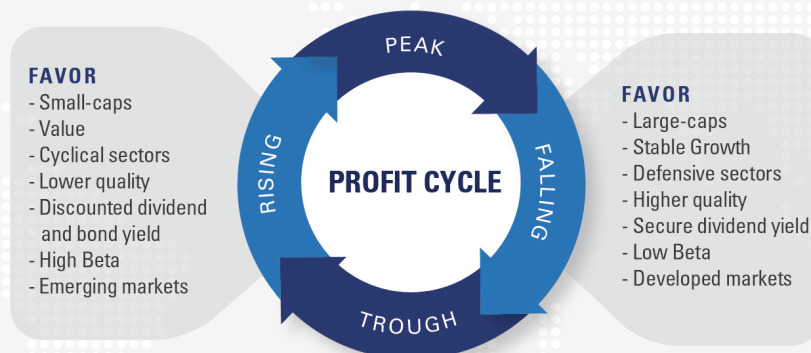 FAVOR
- Small-caps
- Value
- Cyclical sectors
- Lower quality
- Discounted dividend
and bond yield
- High Beta
- Emerging markets
PEAK
RISING
PROFIT CYCLE
FALLING
TROUGH
FAVOR
- Large-caps
- Stable Growth
- Defensive sectors
- Higher quality
- Secure dividend yield
- Low Beta
- Developed markets